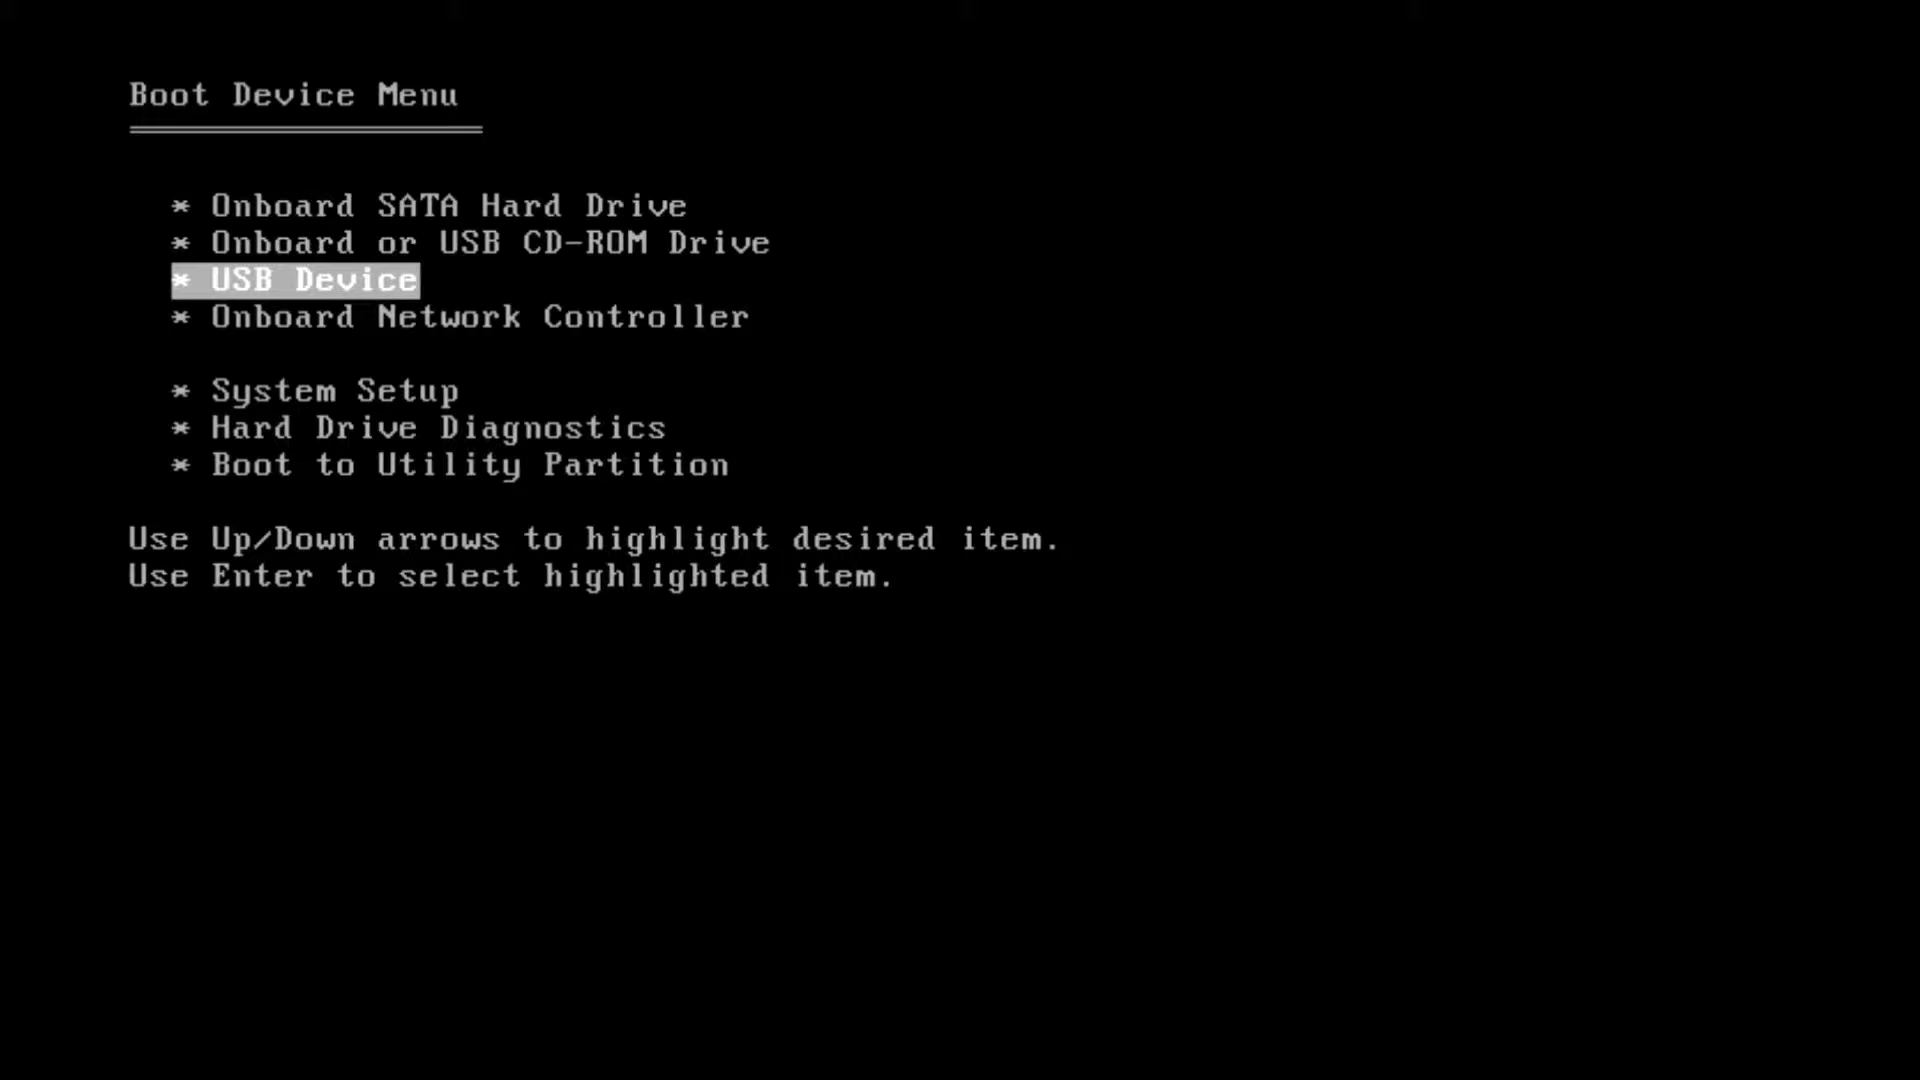 Boot Device Menu
* Onboard SATA Hard Drive
* Onboard or USB CD-ROM Drive
* USB Device
* Onboard Network Controller
* System Setup
* Hard Drive Diagnostics
* Boot to Utility Partition
Use Up/Down arrows to highlight desired item.
Use Enter to select highlighted item.